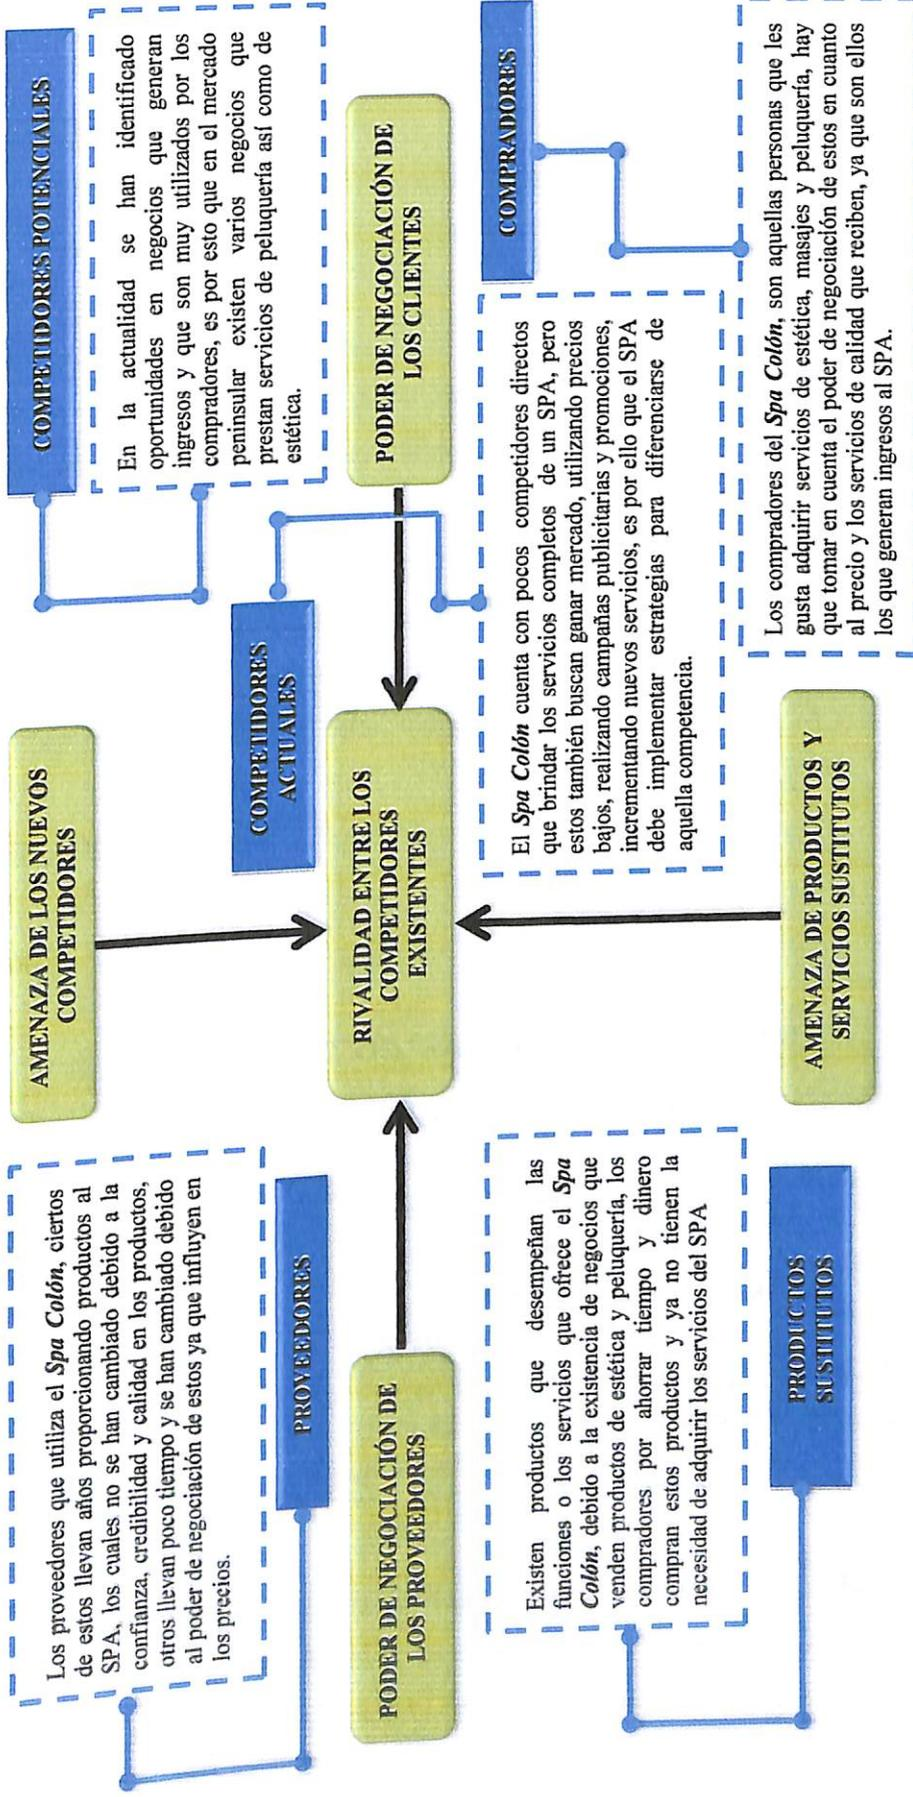 AMENAZA DE LOS NUEVOS
COMPETIDORES
COMPETIDORES POTENCIALES
En la actualidad se han identificado
oportunidades en negocios que generan
ingresos y que son muy utilizados por los
compradores, es por esto que en el mercado
peninsular existen varios negocios que
prestan servicios de peluquería así como de
estética.
Los proveedores que utiliza el Spa Colón, ciertos
de estos llevan años proporcionando productos al
SPA, los cuales no se han cambiado debido a la
confianza, credibilidad y calidad en los productos,
otros llevan poco tiempo y se han cambiado debido
al poder de negociación de estos ya que influyen en
los precios.
PROVEEDORES
COMPETIDORES
ACTUALES
PODER DE NEGOCIACIÓN DE
LOS PROVEEDORES
RIVALIDAD ENTRE LOS
COMPETIDORES
EXISTENTES
PODER DE NEGOCIACIÓN DE
LOS CLIENTES
Existen productos que desempeñan las
funciones o los servicios que ofrece el Spa
Colón, debido a la existencia de negocios que
venden productos de estética y peluquería, los
compradores por ahorrar tiempo y dinero
compran estos productos y ya no tienen la
necesidad de adquirir los servicios del SPA
El Spa Colón cuenta con pocos competidores directos
que brindar los servicios completos de un SPA, pero
estos también buscan ganar mercado, utilizando precios
bajos, realizando campañas publicitarias y promociones,
incrementando nuevos servicios, es por ello que el SPA
debe implementar estrategias para diferenciarse de
aquella competencia.
COMPRADORES
PRODUCTOS
SUSTITUTOS
AMENAZA DE PRODUCTOS Y
SERVICIOS SUSTITUTOS
Los compradores del Spa Colón, son aquellas personas que les
gusta adquirir servicios de estética, masajes y peluquería, hay
que tomar en cuenta el poder de negociación de estos en cuanto
al precio y los servicios de calidad que reciben, ya que son ellos
los que generan ingresos al SPA.